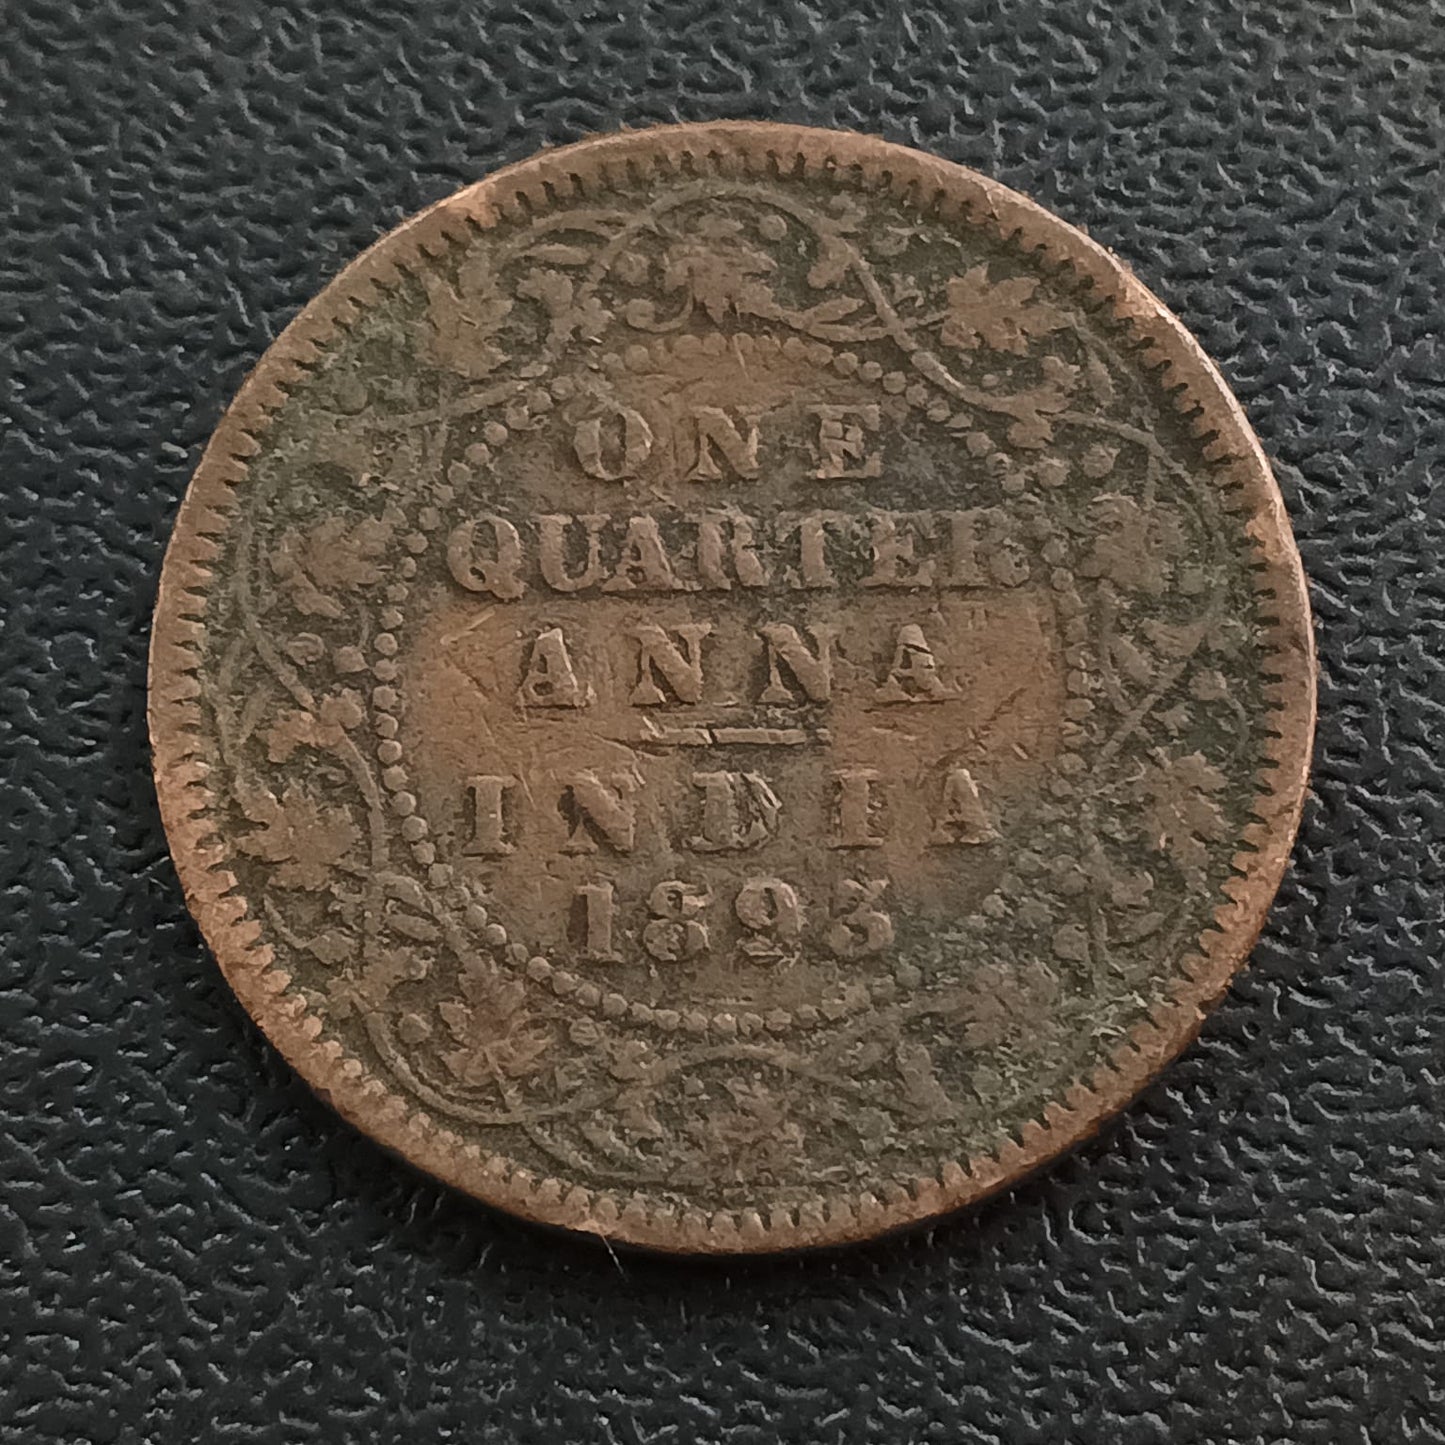 ONE
QUARTER
ANNA
INDIA
1893